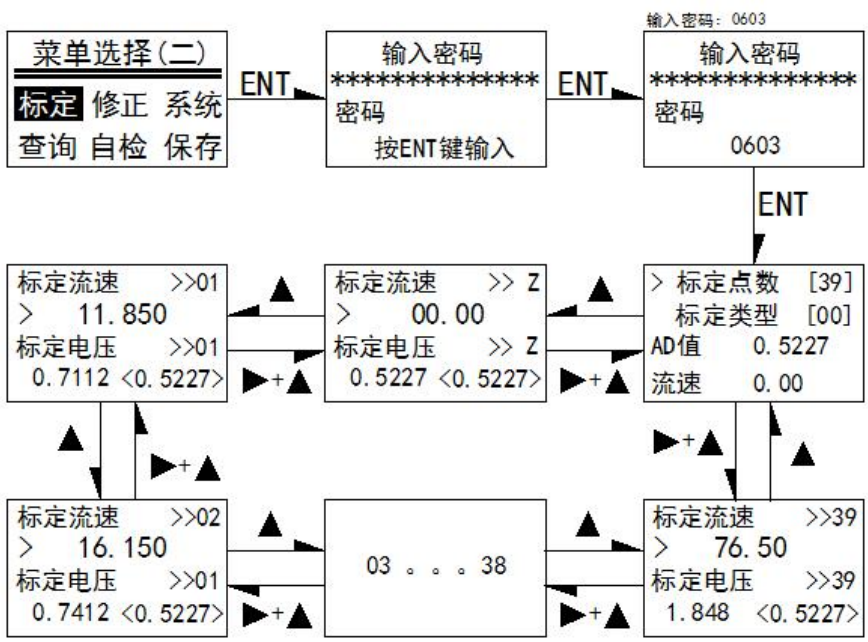 输入密码: 0603
菜单选择(二)
标定 修正 系统
查询 自检 保存
ENT
输入密码
**************
密码
按ENT键输入
ENT
输入密码
**************
密码
0603
ENT
标定流速 >>01
> 11.850
标定电压 >>01
0.7112 <0.5227>
▲
▶+▲
标定流速 >> Z
> 00.00
标定电压 >> Z
0.5227 <0.5227>
▲
▶+▲
> 标定点数 [39]
标定类型 [00]
AD值 0.5227
流速 0.00
▲
▶+▲
▶+▲
▲
标定流速 >>02
> 16.150
标定电压 >>01
0.7412 <0.5227>
▲
▶+▲
03 。。。38
▲
▶+▲
标定流速 >>39
> 76.50
标定电压 >>39
1.848 <0.5227>